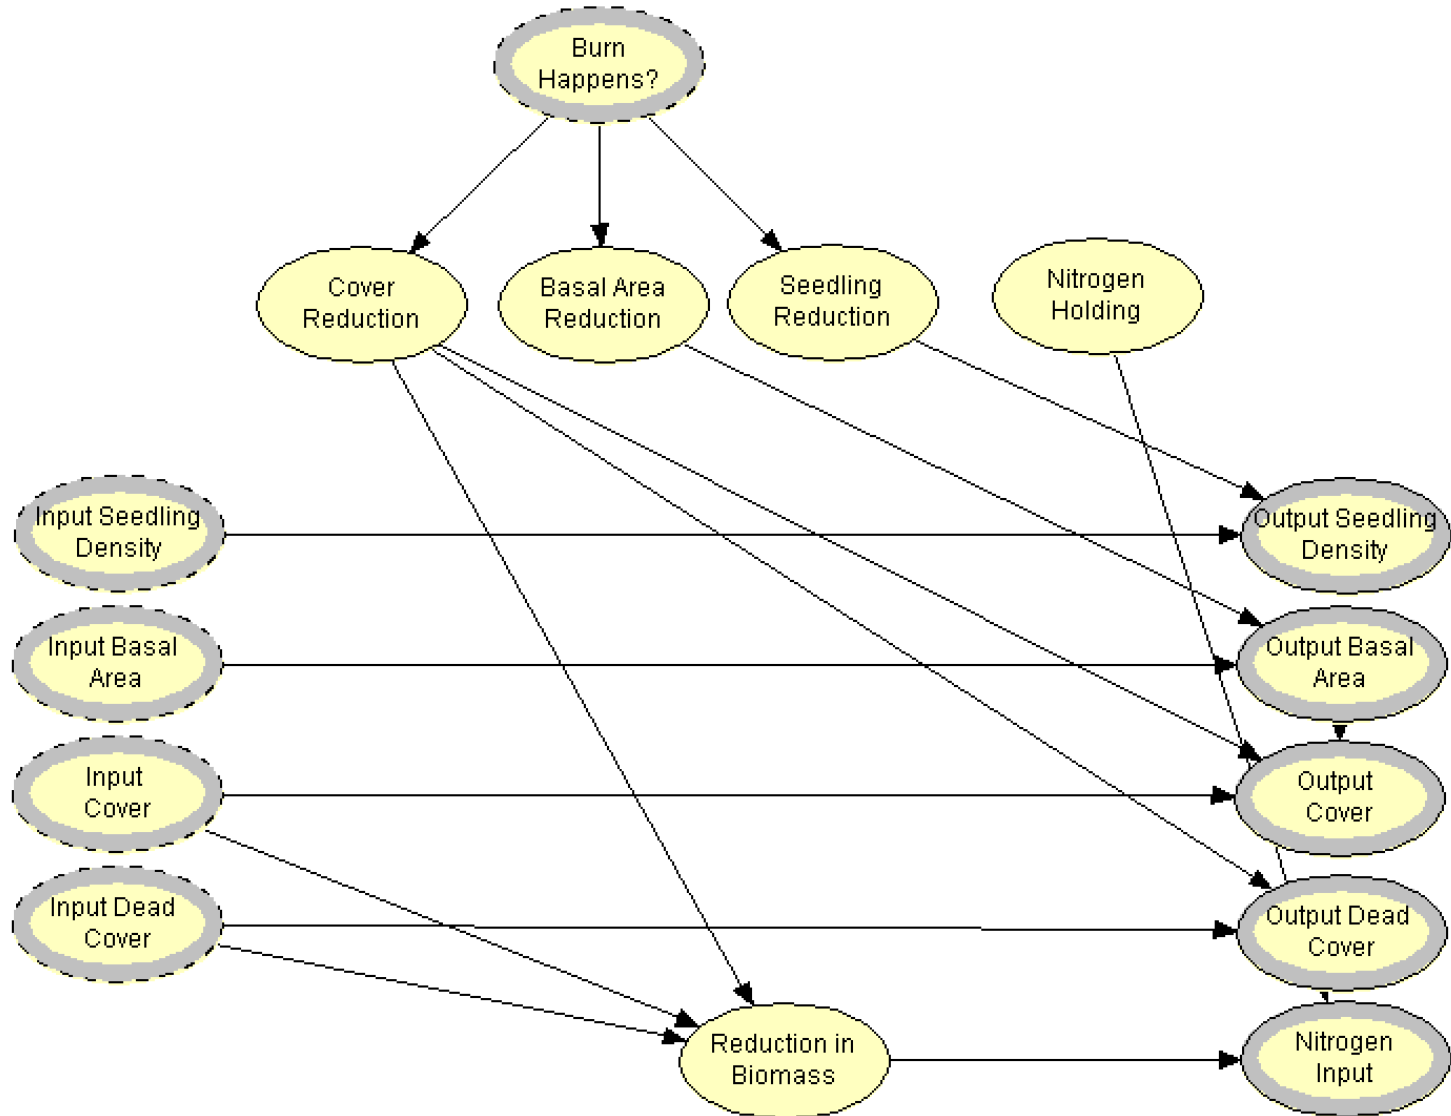 Burn
Happens?
Cover
Reduction
Basal Area
Reduction
Seedling
Reduction
Nitrogen
Holding
Input Seedling
Density
Output Seedling
Density
Input Basal
Area
Output Basal
Area
Input
Cover
Output
Cover
Input Dead
Cover
Output Dead
Cover
Reduction in
Biomass
Nitrogen
Input